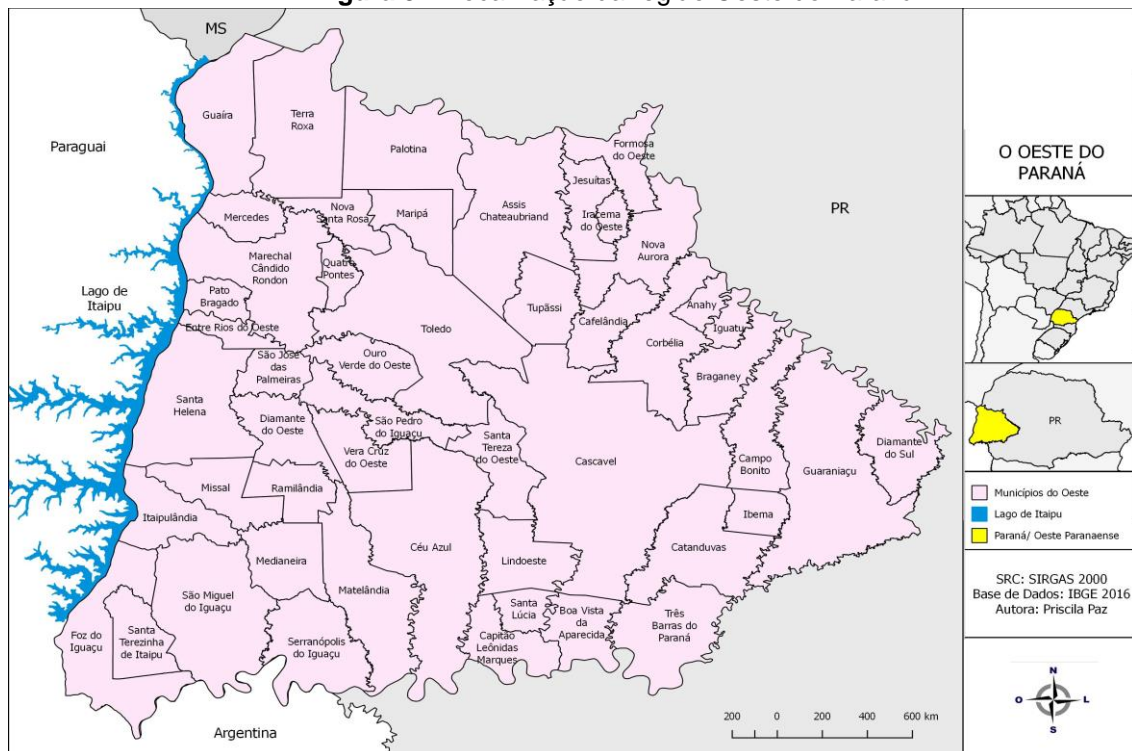 MS
Guaíra
Terra
Roxa
Paraguai
Palotina
Formosa
do Oeste
Jesuítas
Assis
Chateaubriand
Iracema
do Oeste
PR
Mercedes
Nova
Santa Rosa
Maripá
Nova
Aurora
Marechal
Cândido
Rondon
Quatro
Pontes
Lago de
Itaipu
Pato
Bragado
Tupãssi
Anahy
Cafelândia
Iguatu
Entre Rios do Oeste
Toledo
Corbélia
São José
das
Palmeiras
Ouro
Verde do Oeste
Braganey
Santa
Helena
Diamante
do Oeste
São Pedro
do Iguaçu
Vera Cruz
do Oeste
Santa
Tereza
do Oeste
Cascavel
Campo
Bonito
Guaraniaçu
Diamante
do Sul
Missal
Ramilândia
Itaipulândia
Ibema
Catanduvas
Céu Azul
Lindoeste
Medianeira
Matelândia
São Miguel
do Iguaçu
Santa
Lúcia
Boa Vista
da
Aparecida
Três
Barras do
Paraná
Foz do
Iguaçu
Santa
Terezinha
de Itaipu
Serranópolis
do Iguaçu
Capitão
Leônidas
Marques
Argentina
200 0 200 400 600 km
O OESTE DO
PARANÁ
PR
Municípios do Oeste
Lago de Itaipu
Paraná/ Oeste Paranaense
SRC: SIRGAS 2000
Base de Dados: IBGE 2016
Autora: Priscila Paz
N
O L
S